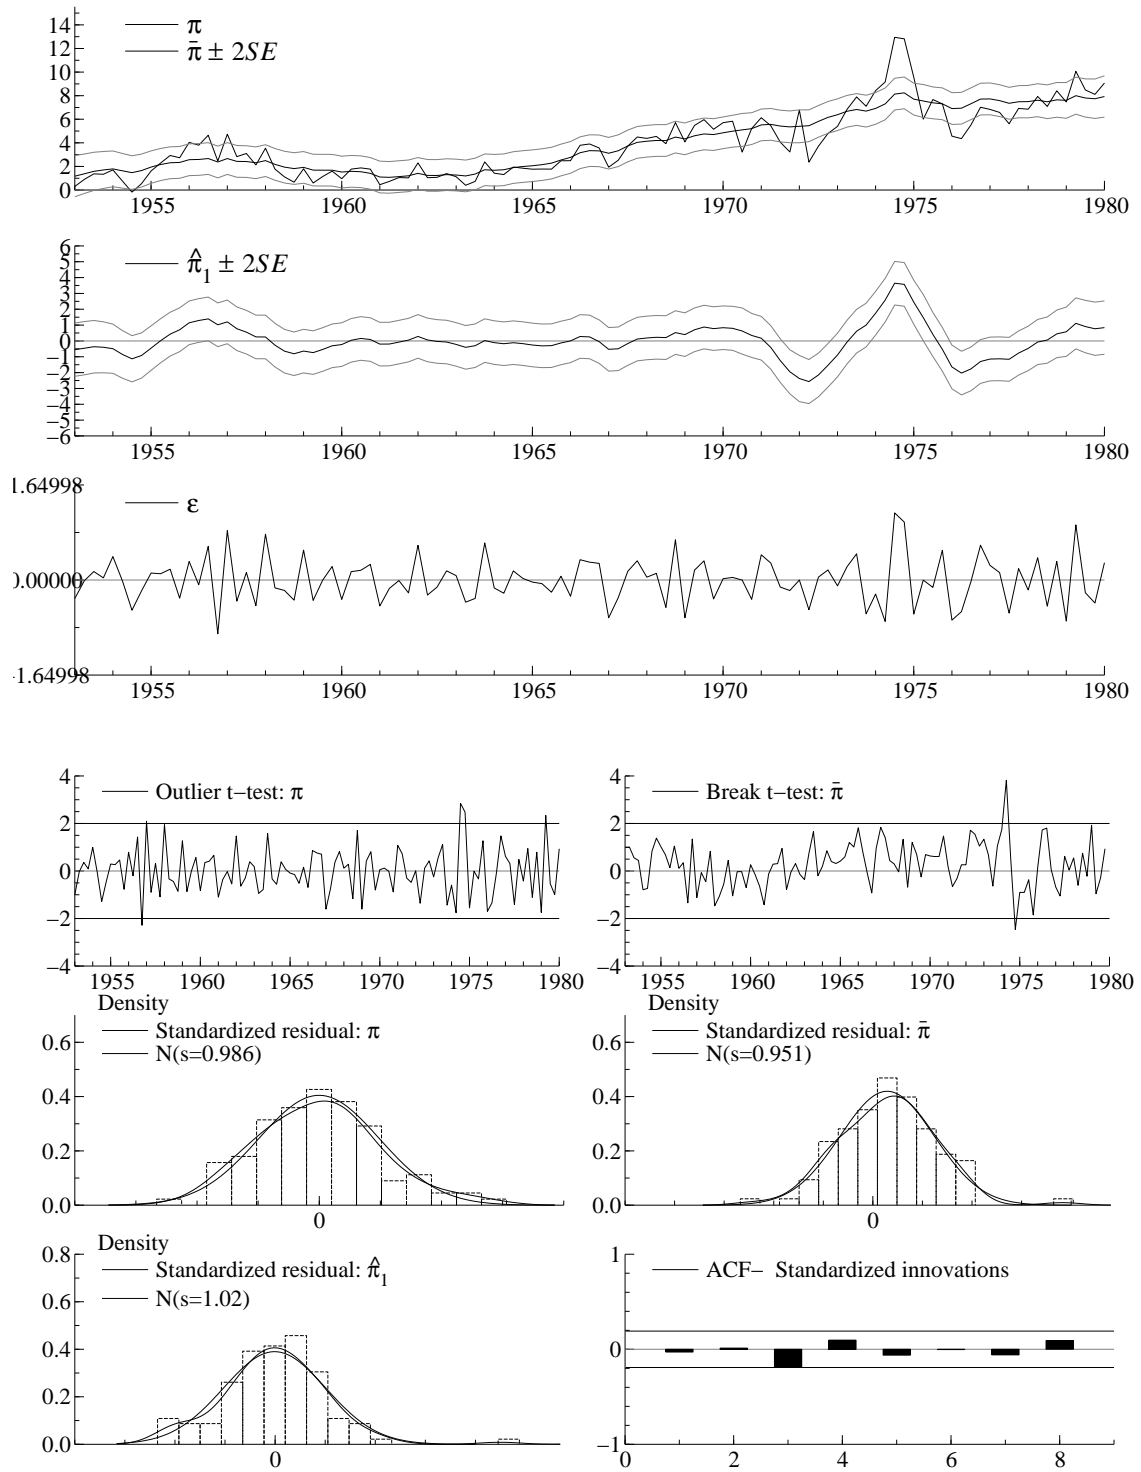 π
π̄ ± 2SE
14
12
10
8
6
4
2
0
1955 1960 1965 1970 1975 1980
π̂1 ± 2SE
6
5
4
3
2
1
0
−1
−2
−3
−4
−5
−6
1955 1960 1965 1970 1975 1980
1.64998
ε
0.00000
-1.64998
1955 1960 1965 1970 1975 1980
4
Outlier t−test: π
2
0
−2
−4
1955 1960 1965 1970 1975 1980
4
Break t−test: π̄
2
0
−2
−4
1955 1960 1965 1970 1975 1980
Density
Standardized residual: π
N(s=0.986)
0.6
0.4
0.2
0.0
0
Density
Standardized residual: π̄
N(s=0.951)
0.6
0.4
0.2
0.0
0
Density
0.8
Standardized residual: π̂1
N(s=1.02)
0.6
0.4
0.2
0.0
0
1
ACF− Standardized innovations
0
−1
0 2 4 6 8